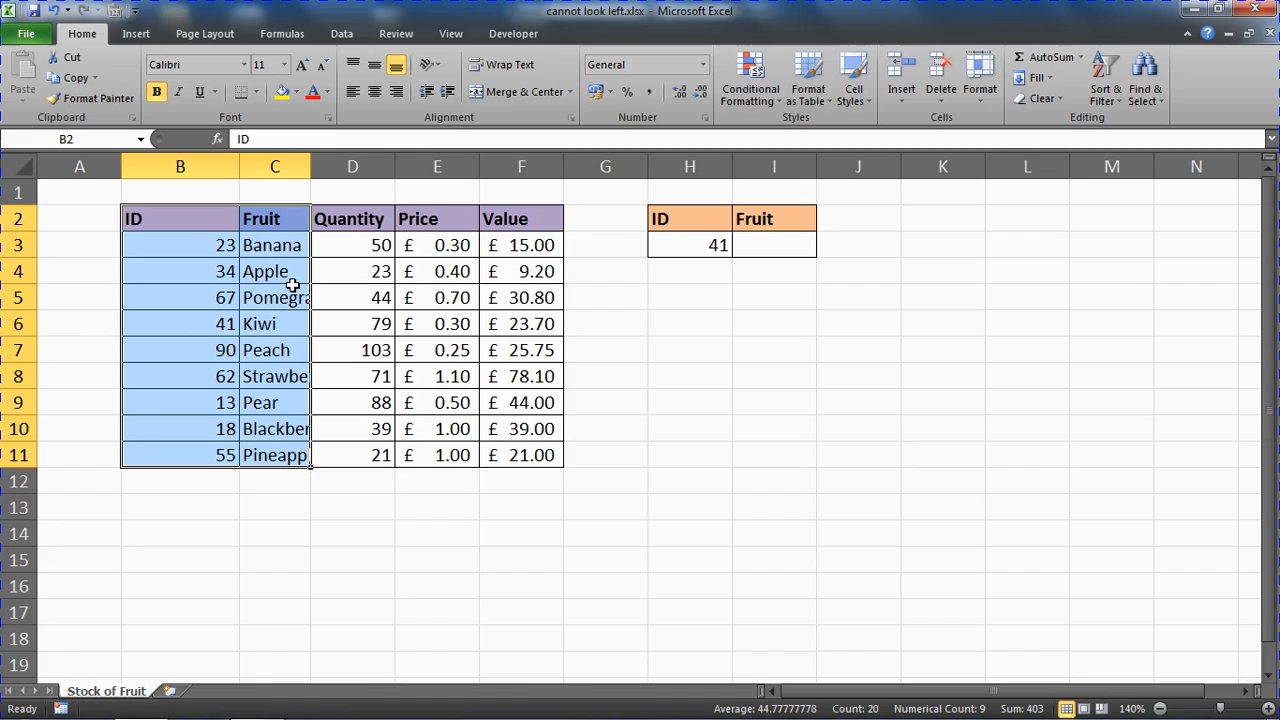 cannot look left.xlsx - Microsoft Excel
File Home Insert Page Layout Formulas Data Review View Developer
Paste Cut Copy Format Painter Clipboard
Calibri 11 B I U A Font
Wrap Text Merge & Center Alignment
General % , Number
Conditional Formatting Format as Table Cell Styles Styles
Insert Delete Format Cells
AutoSum Fill Clear Sort & Filter Find & Select Editing
B2 fx ID
A B C D E F G H I J K L M N
1
2 ID Fruit Quantity Price Value ID Fruit
3 23 Banana 50 £ 0.30 £ 15.00 41
4 34 Apple 23 £ 0.40 £ 9.20
5 67 Pomegra 44 £ 0.70 £ 30.80
6 41 Kiwi 79 £ 0.30 £ 23.70
7 90 Peach 103 £ 0.25 £ 25.75
8 62 Strawbe 71 £ 1.10 £ 78.10
9 13 Pear 88 £ 0.50 £ 44.00
10 18 Blackber 39 £ 1.00 £ 39.00
11 55 Pineapp 21 £ 1.00 £ 21.00
12
13
14
15
16
17
18
19
Stock of Fruit
Ready Average: 44.77777778 Count: 20 Numerical Count: 9 Sum: 403 140%